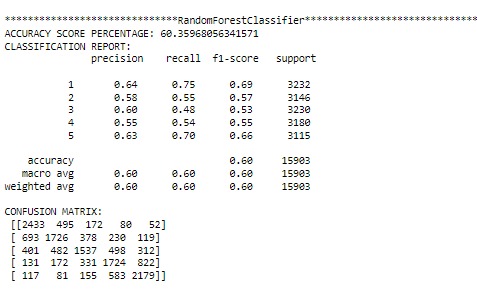 *****************************RandomForestClassifier*****************************
ACCURACY SCORE PERCENTAGE: 60.35968056341571
CLASSIFICATION REPORT:
              precision    recall  f1-score   support

           1       0.64      0.75      0.69      3232
           2       0.58      0.55      0.57      3146
           3       0.60      0.48      0.53      3230
           4       0.55      0.54      0.55      3180
           5       0.63      0.70      0.66      3115

    accuracy                           0.60     15903
   macro avg       0.60      0.60      0.60     15903
weighted avg       0.60      0.60      0.60     15903

CONFUSION MATRIX:
 [[2433  495  172   80   52]
 [ 693 1726  378  230  119]
 [ 401  482 1537  498  312]
 [ 131  172  331 1724  822]
 [ 117   81  155  583 2179]]